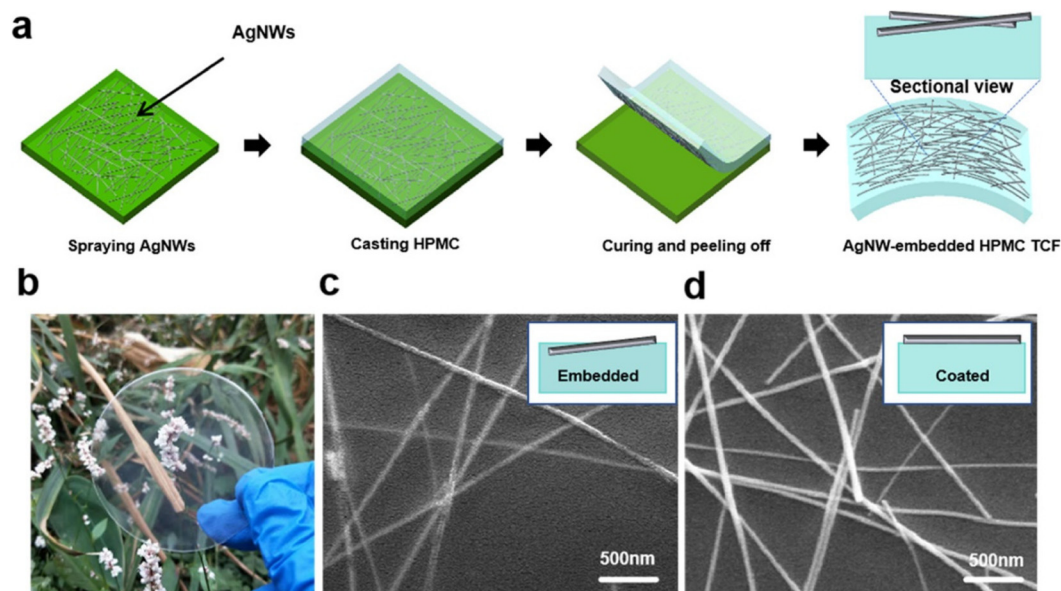 a
AgNWs
Sectional view
Spraying AgNWs
Casting HPMC
Curing and peeling off
AgNW-embedded HPMC TCF
b
c
d
Embedded
Coated
500nm
500nm